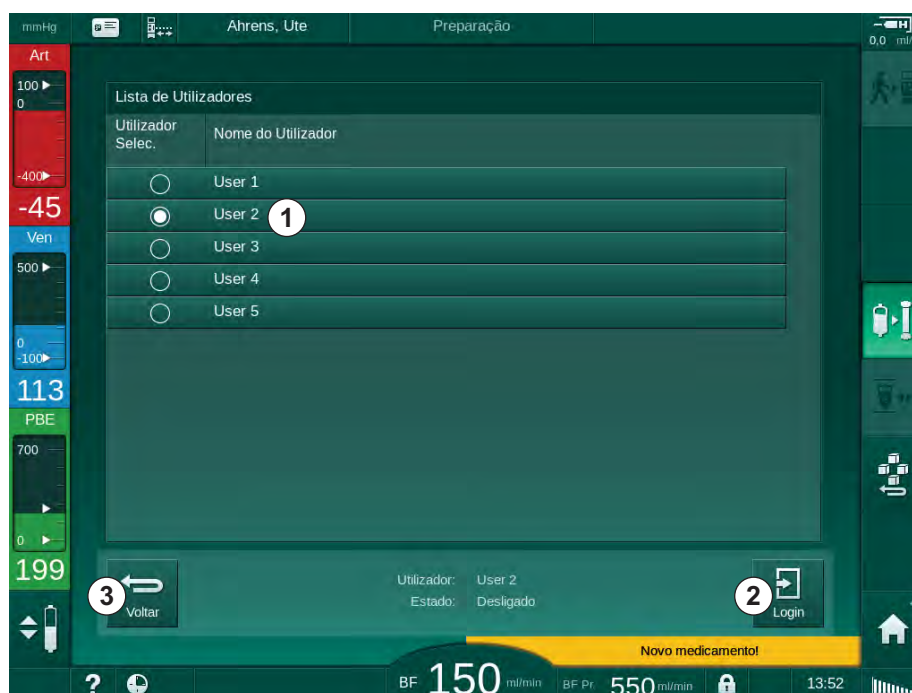 mmHg
Ahrens, Ute
Preparação
0,0 ml/
Art
100
0
-400
-45
Ven
500
0
-100
113
PBE
700
0
199
Lista de Utilizadores
Utilizador Selec.
Nome do Utilizador
User 1
User 2
1
User 3
User 4
User 5
3
Voltar
Utilizador: User 2
Estado: Desligado
2
Login
Novo medicamento!
?
BF 150 ml/min
BF Pr. 550 ml/min
13:52